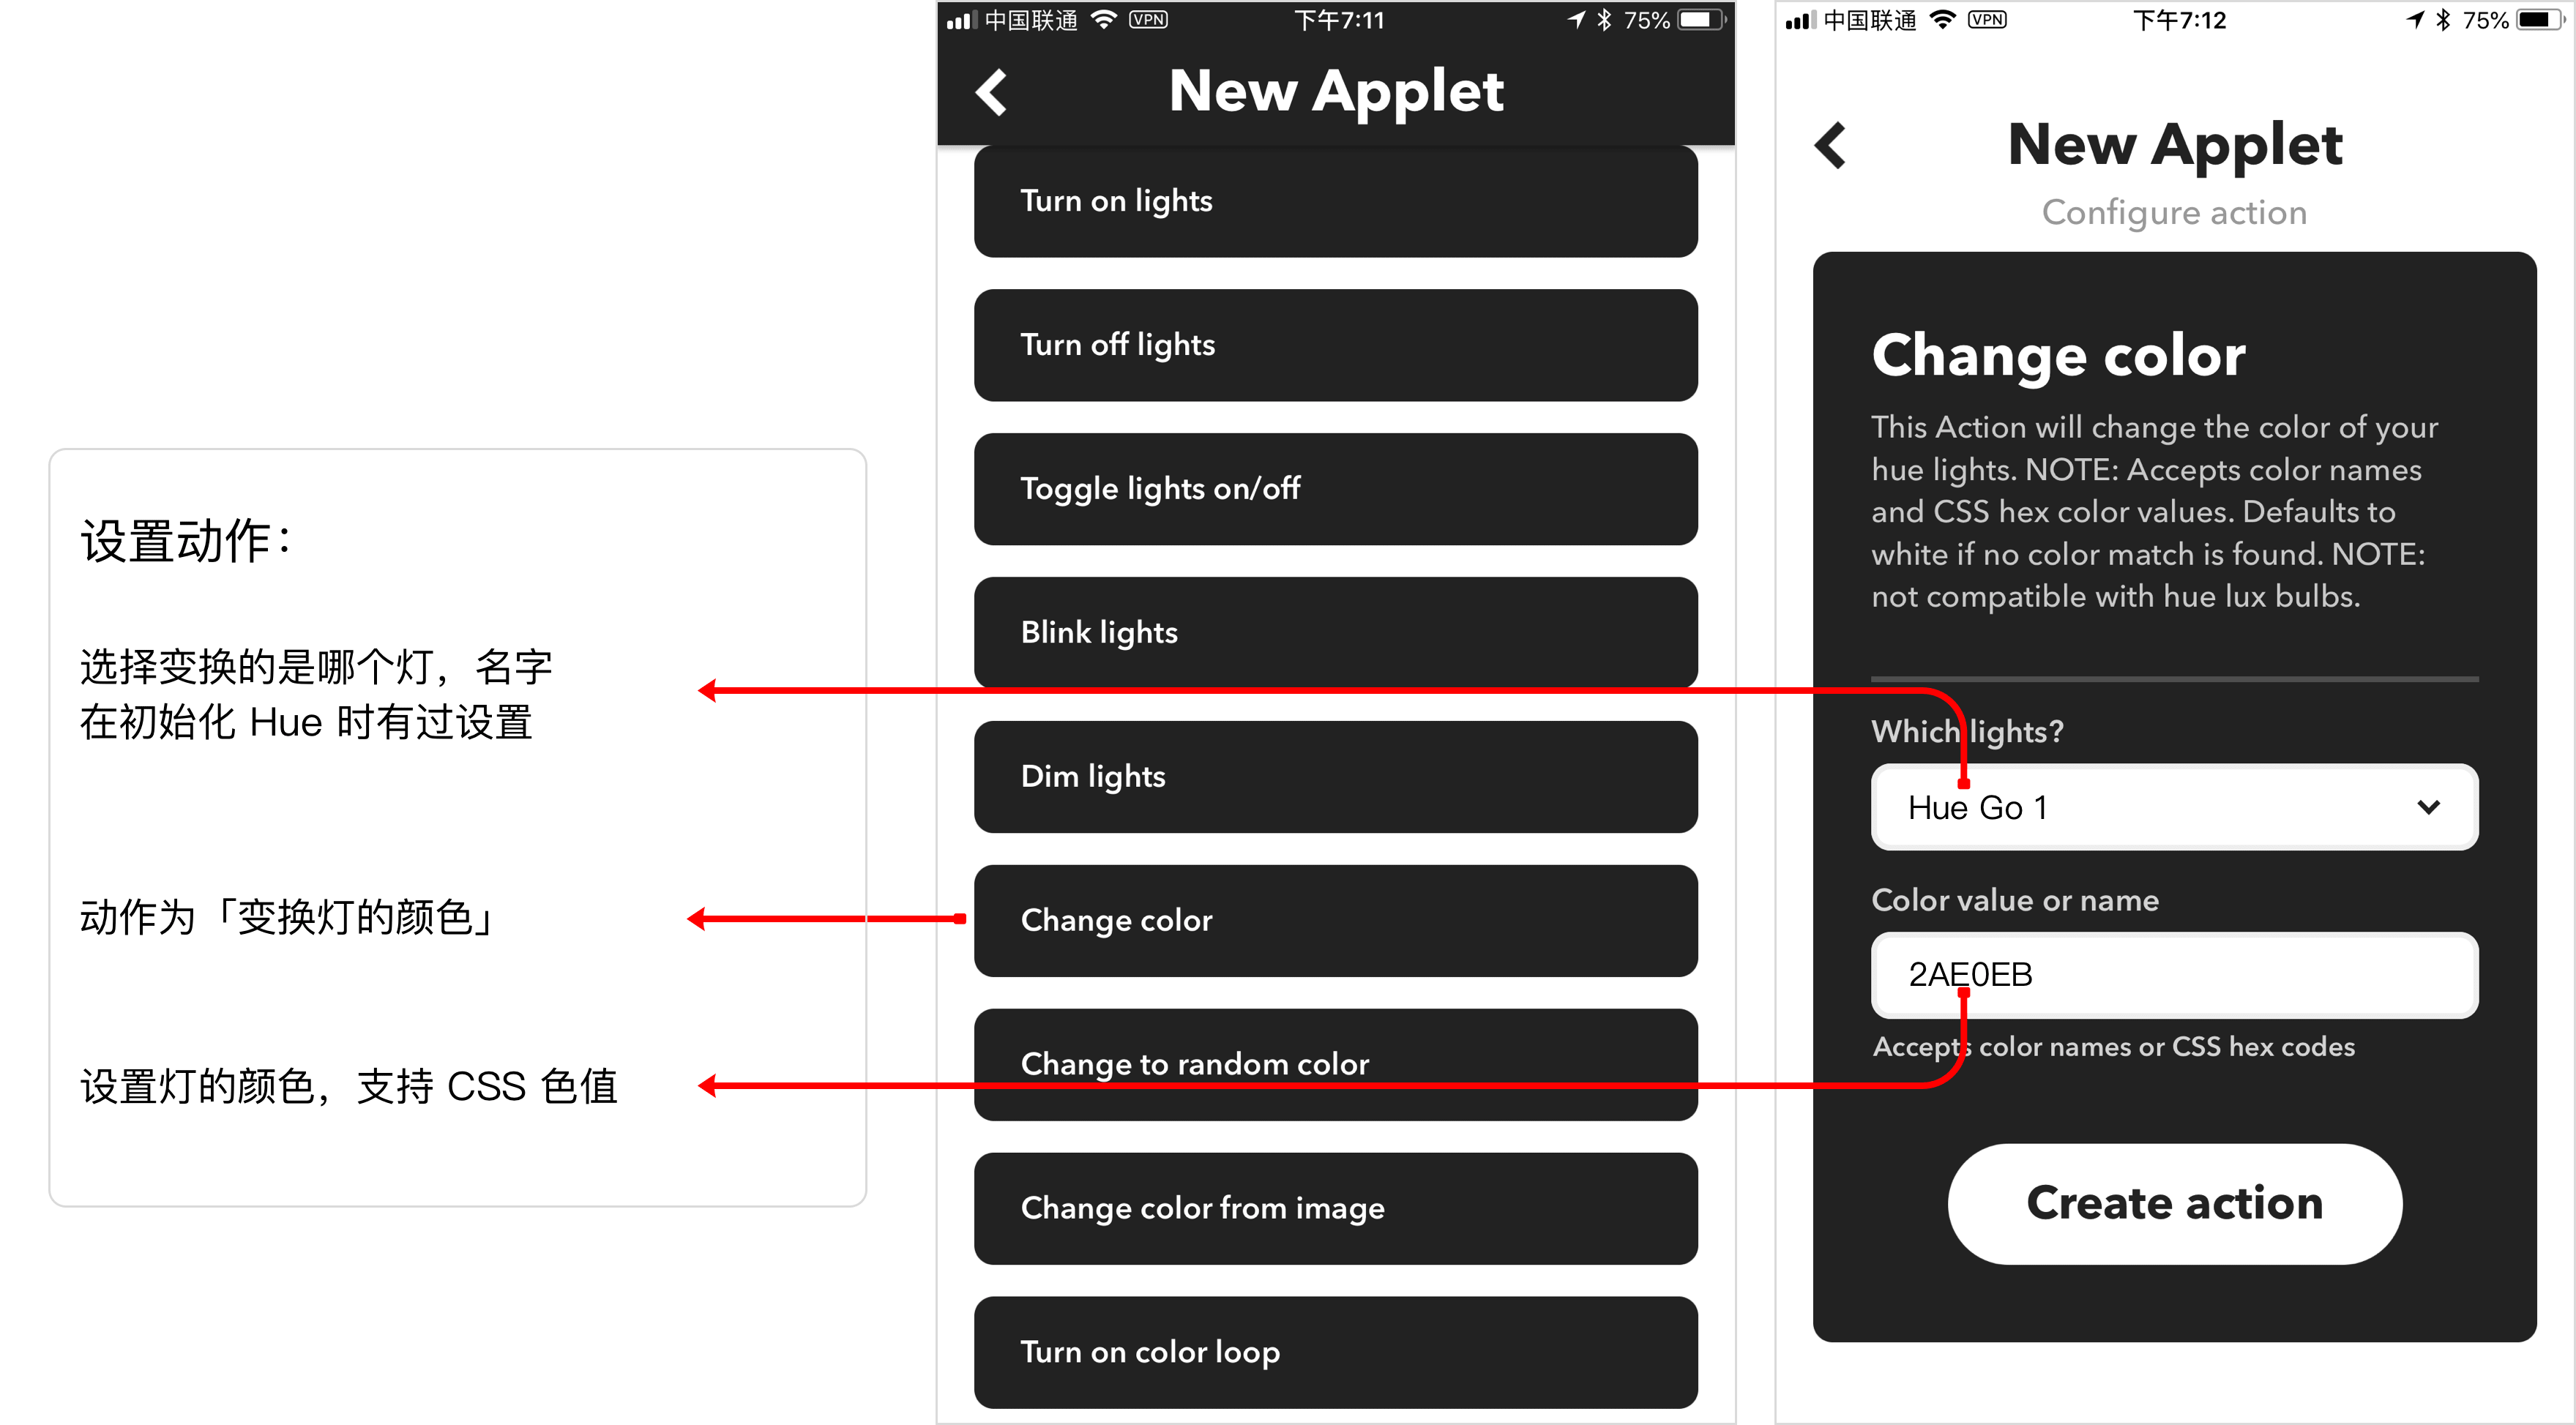 设置动作：
选择变换的是哪个灯，名字
在初始化 Hue 时有过设置
动作为「变换灯的颜色」
设置灯的颜色，支持 CSS 色值
中国联通 VPN 下午7:11 75%
New Applet
Turn on lights
Turn off lights
Toggle lights on/off
Blink lights
Dim lights
Change color
Change to random color
Change color from image
Turn on color loop
中国联通 VPN 下午7:12 75%
New Applet
Configure action
Change color
This Action will change the color of your
hue lights. NOTE: Accepts color names
and CSS hex color values. Defaults to
white if no color match is found. NOTE:
not compatible with hue lux bulbs.
Which lights?
Hue Go 1
Color value or name
2AE0EB
Accepts color names or CSS hex codes
Create action